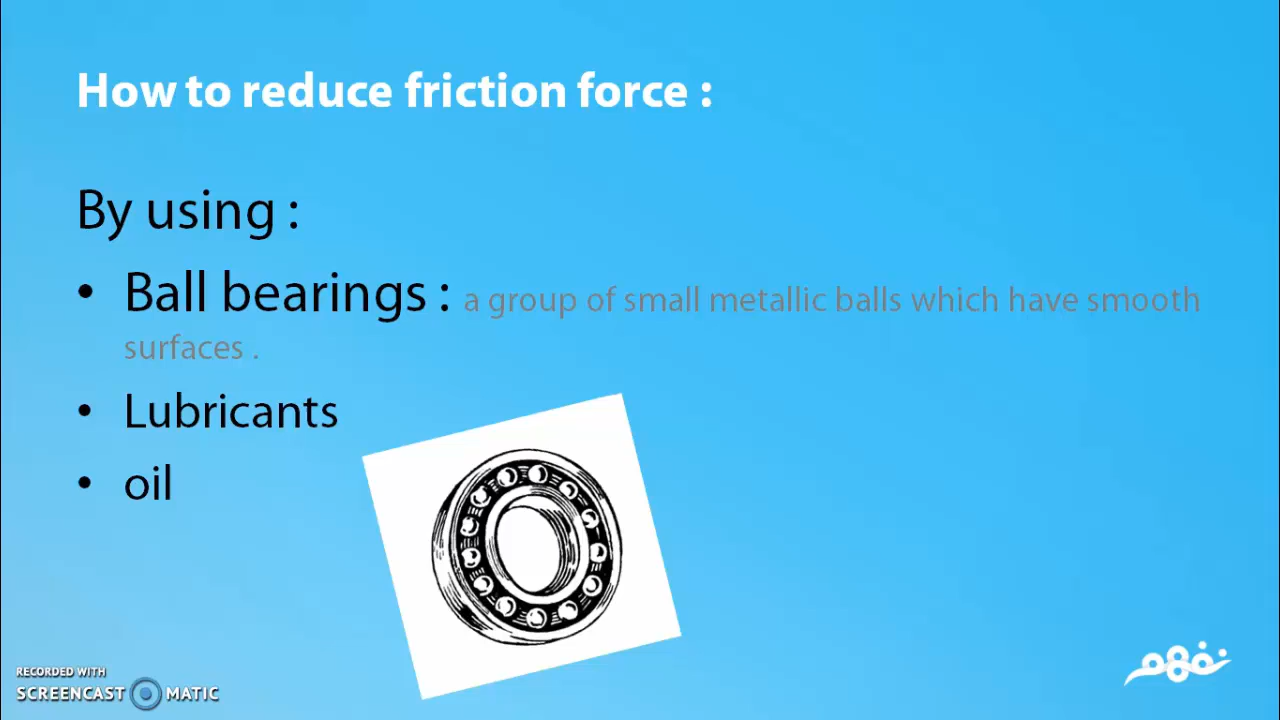 How to reduce friction force :
By using :
• Ball bearings : a group of small metallic balls which have smooth
surfaces .
• Lubricants
• oil
RECORDED WITH
SCREENCAST MATIC
نفهم